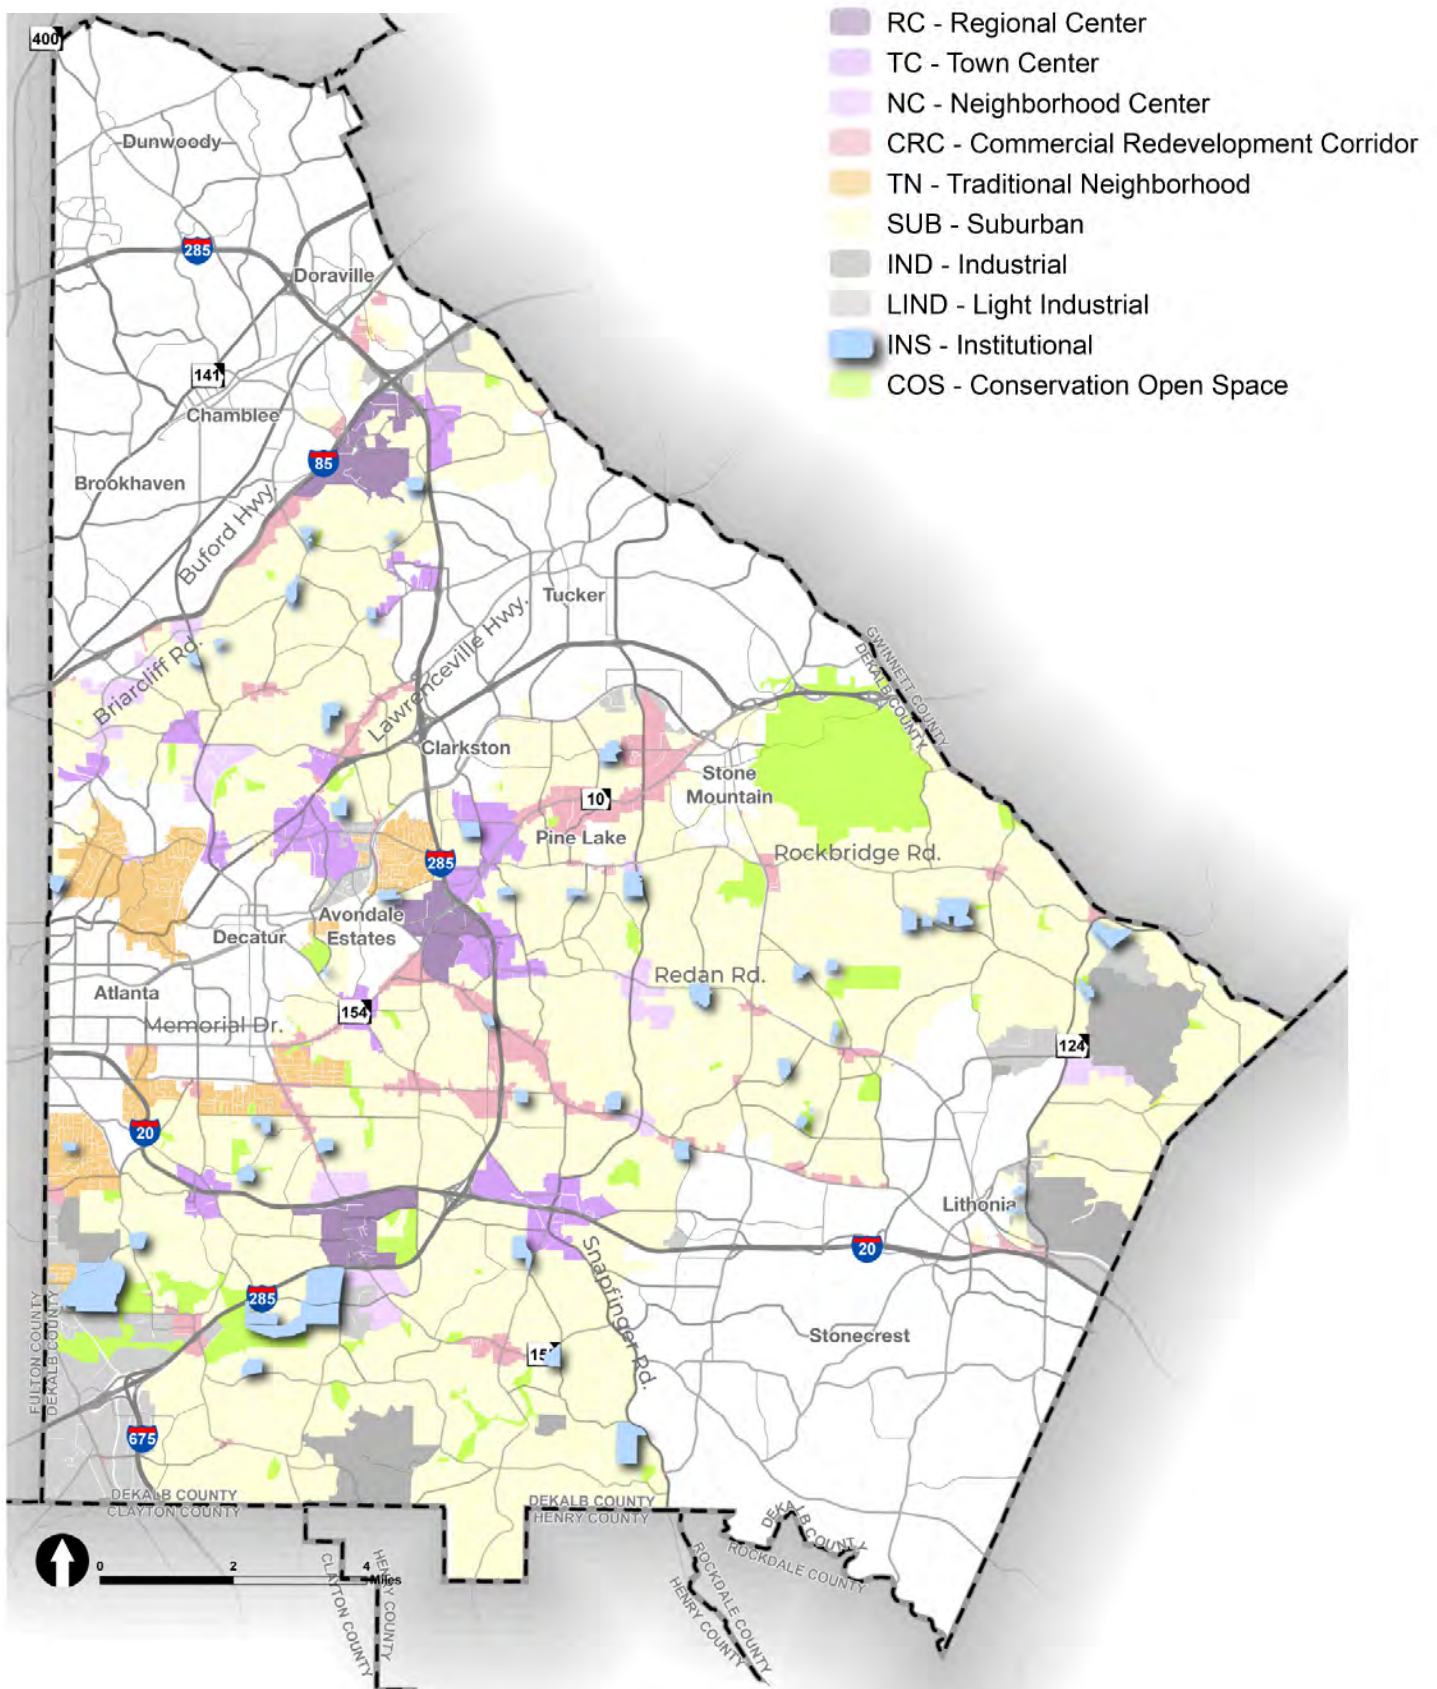 RC - Regional Center
TC - Town Center
NC - Neighborhood Center
CRC - Commercial Redevelopment Corridor
TN - Traditional Neighborhood
SUB - Suburban
IND - Industrial
LIND - Light Industrial
INS - Institutional
COS - Conservation Open Space
400
Dunwoody
285
Doraville
141
Chamblee
85
Brookhaven
Buford Hwy.
Tucker
Lawrenceville Hwy.
Briarcliff Rd.
GWINNETT COUNTY
DEKALB COUNTY
Clarkston
Stone
Mountain
10
Pine Lake
Rockbridge Rd.
285
Avondale
Estates
Decatur
Redan Rd.
Atlanta
154
Memorial Dr.
124
20
Lithonia
20
Snapfinger Rd.
285
Stonecrest
FULTON COUNTY
DEKALB COUNTY
15
675
DEKALB COUNTY
CLAYTON COUNTY
DEKALB COUNTY
HENRY COUNTY
DEKALB COUNTY
ROCKDALE COUNTY
0 2 4
Miles
CLAYTON COUNTY
HENRY COUNTY
ROCKDALE COUNTY
HENRY COUNTY